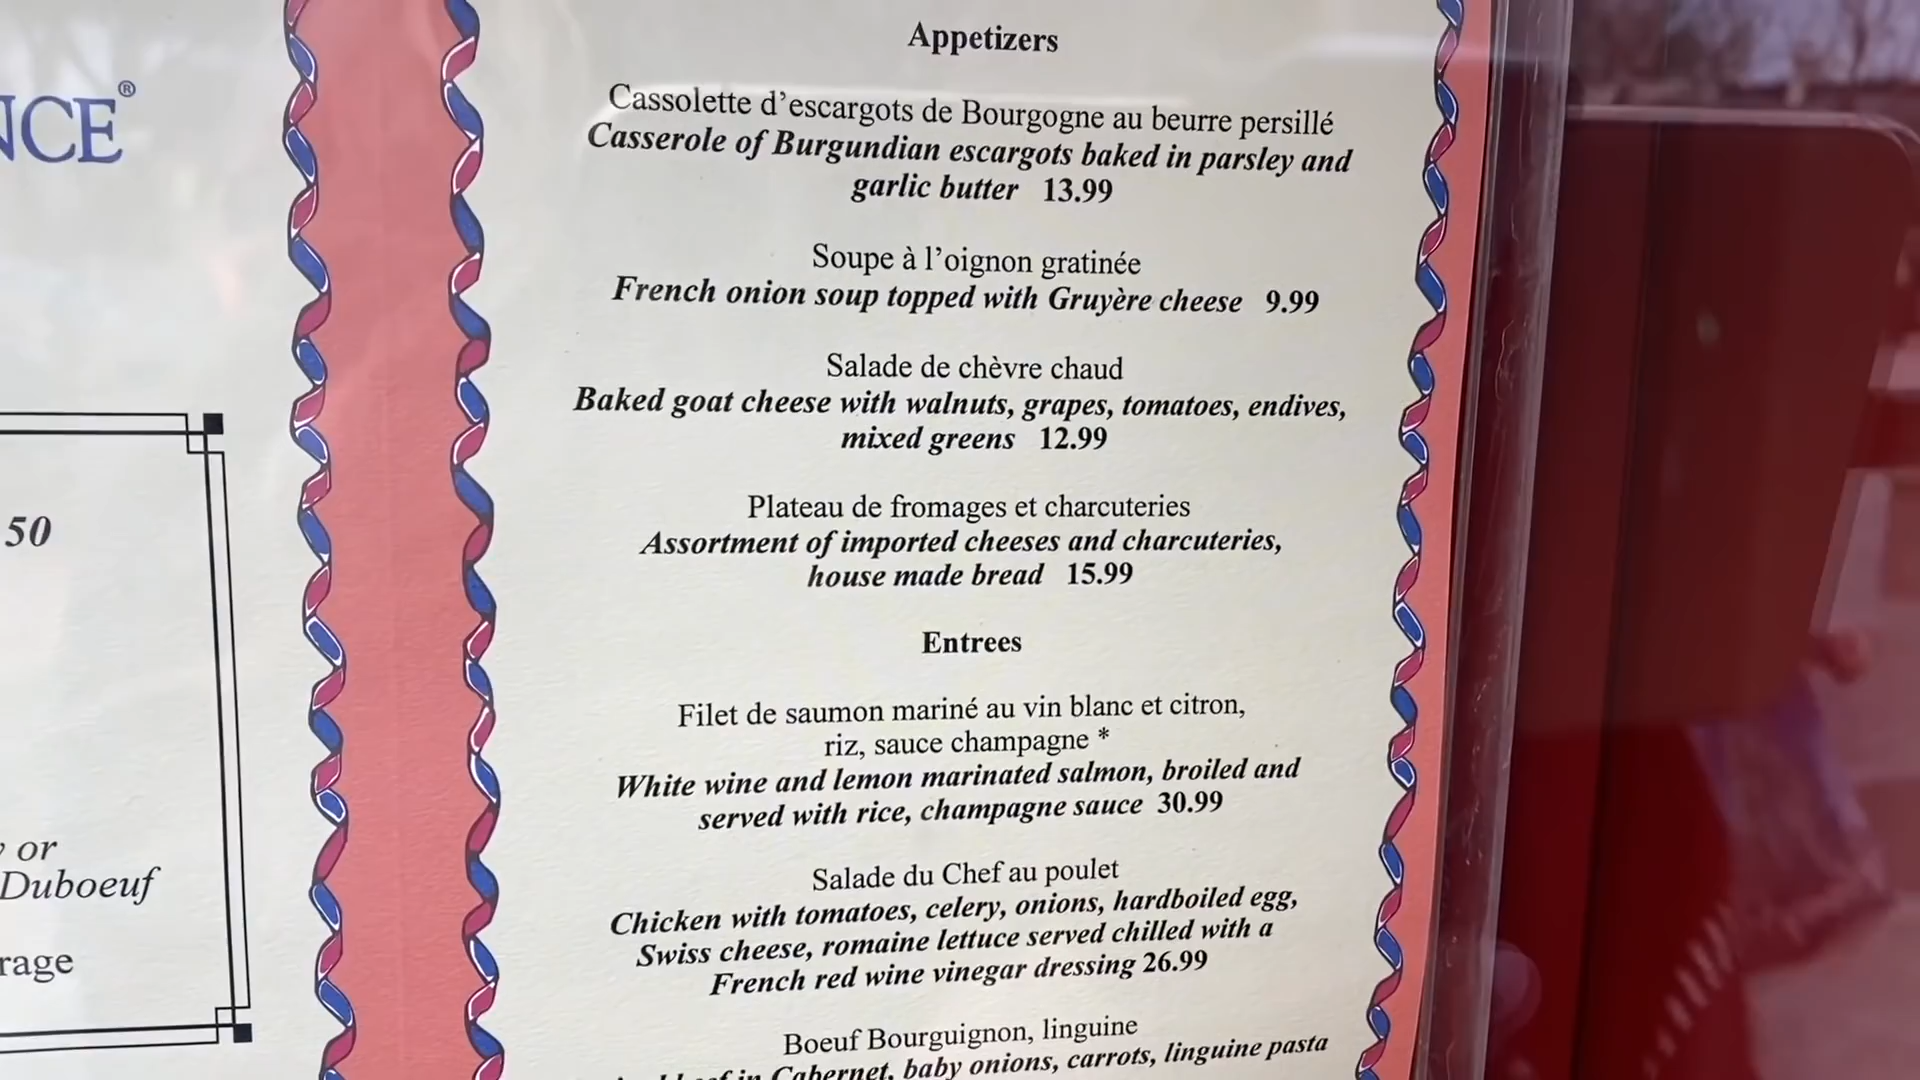 NCE®
50
or
Duboeuf
rage
Appetizers
Cassolette d'escargots de Bourgogne au beurre persillé
Casserole of Burgundian escargots baked in parsley and
garlic butter 13.99
Soupe à l'oignon gratinée
French onion soup topped with Gruyère cheese 9.99
Salade de chèvre chaud
Baked goat cheese with walnuts, grapes, tomatoes, endives,
mixed greens 12.99
Plateau de fromages et charcuteries
Assortment of imported cheeses and charcuteries,
house made bread 15.99
Entrees
Filet de saumon mariné au vin blanc et citron,
riz, sauce champagne *
White wine and lemon marinated salmon, broiled and
served with rice, champagne sauce 30.99
Salade du Chef au poulet
Chicken with tomatoes, celery, onions, hardboiled egg,
Swiss cheese, romaine lettuce served chilled with a
French red wine vinegar dressing 26.99
Boeuf Bourguignon, linguine
in Cabernet, baby onions, carrots, linguine pasta